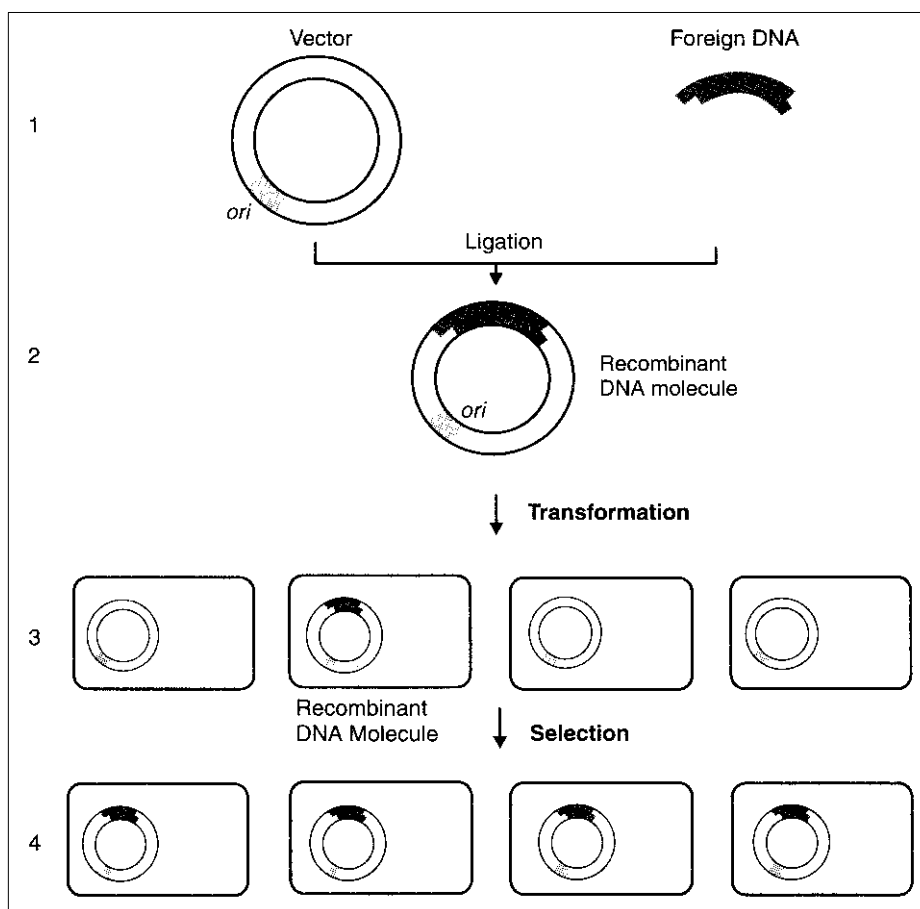 Vector
Foreign DNA
1
ori
Ligation
2
Recombinant
DNA molecule
ori
Transformation
3
Recombinant
DNA Molecule
Selection
4